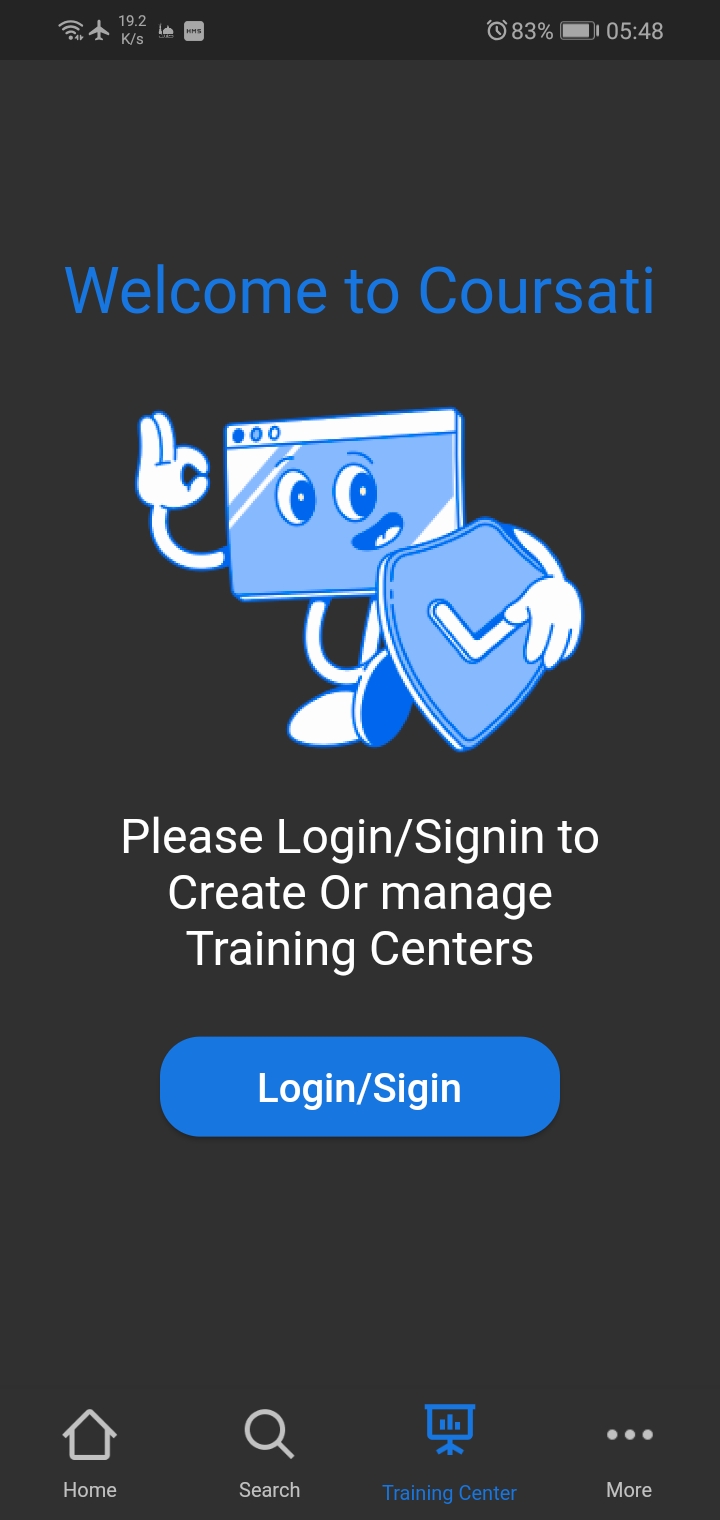 19.2
K/s
HMS
83%
05:48
Welcome to Coursati
Please Login/Signin to
Create Or manage
Training Centers
Login/Sigin
Home
Search
Training Center
More